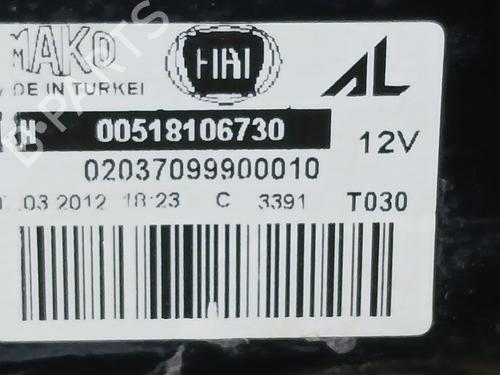 MAKO FIAT AL
DE IN TURKEI
H 00518106730 12V
02037099900010
.03 2012 18:23 C 3391 T030